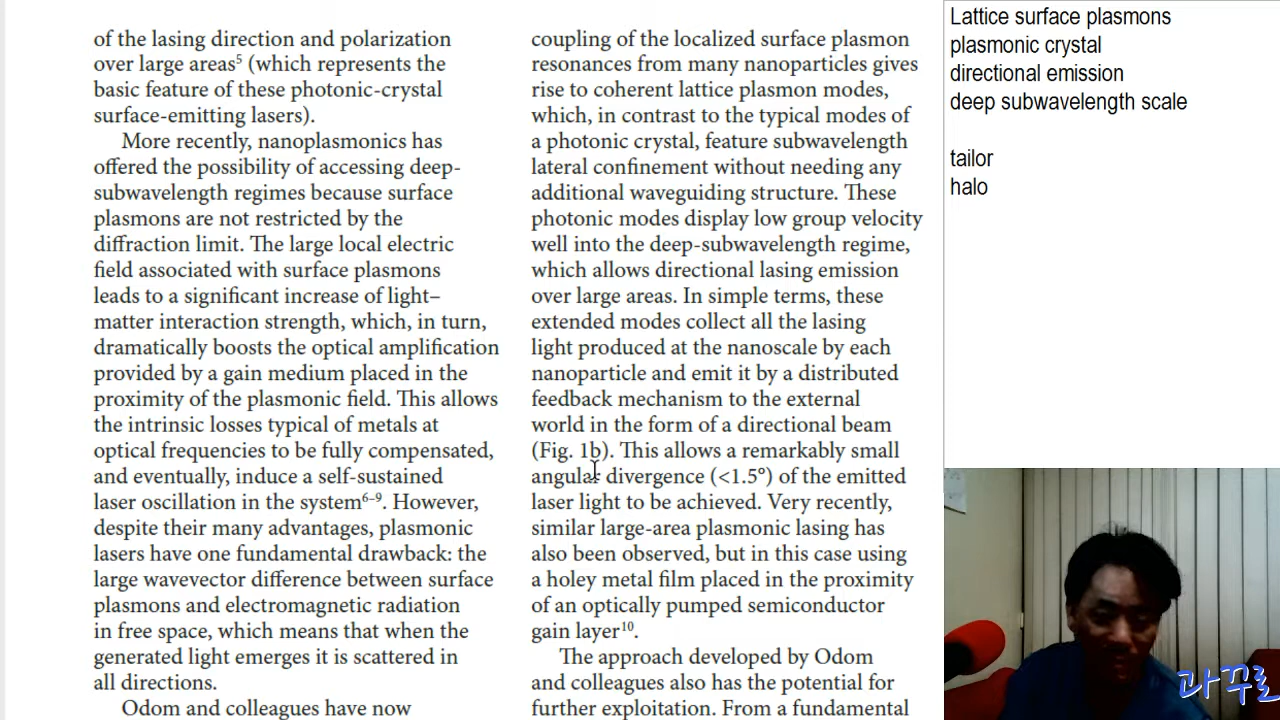 of the lasing direction and polarization
over large areas⁵ (which represents the
basic feature of these photonic-crystal
surface-emitting lasers).
More recently, nanoplasmonics has
offered the possibility of accessing deep-
subwavelength regimes because surface
plasmons are not restricted by the
diffraction limit. The large local electric
field associated with surface plasmons
leads to a significant increase of light–
matter interaction strength, which, in turn,
dramatically boosts the optical amplification
provided by a gain medium placed in the
proximity of the plasmonic field. This allows
the intrinsic losses typical of metals at
optical frequencies to be fully compensated,
and eventually, induce a self-sustained
laser oscillation in the system⁶⁻⁹. However,
despite their many advantages, plasmonic
lasers have one fundamental drawback: the
large wavevector difference between surface
plasmons and electromagnetic radiation
in free space, which means that when the
generated light emerges it is scattered in
all directions.
Odom and colleagues have now
coupling of the localized surface plasmon
resonances from many nanoparticles gives
rise to coherent lattice plasmon modes,
which, in contrast to the typical modes of
a photonic crystal, feature subwavelength
lateral confinement without needing any
additional waveguiding structure. These
photonic modes display low group velocity
well into the deep-subwavelength regime,
which allows directional lasing emission
over large areas. In simple terms, these
extended modes collect all the lasing
light produced at the nanoscale by each
nanoparticle and emit it by a distributed
feedback mechanism to the external
world in the form of a directional beam
(Fig. 1b). This allows a remarkably small
angular divergence (<1.5°) of the emitted
laser light to be achieved. Very recently,
similar large-area plasmonic lasing has
also been observed, but in this case using
a holey metal film placed in the proximity
of an optically pumped semiconductor
gain layer¹⁰.
The approach developed by Odom
and colleagues also has the potential for
further exploitation. From a fundamental
Lattice surface plasmons
plasmonic crystal
directional emission
deep subwavelength scale
tailor
halo
과꾸로